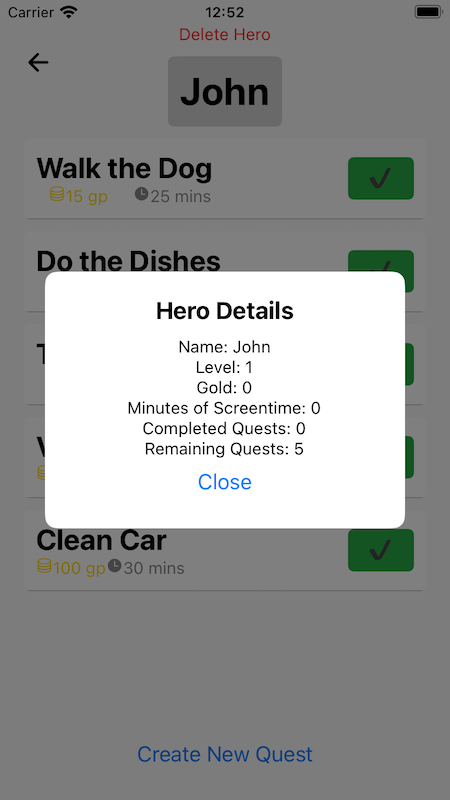 Carrier 12:52
Delete Hero
John
Walk the Dog
15 gp 25 mins
Do the Dishes
Hero Details
Name: John
Level: 1
Gold: 0
Minutes of Screentime: 0
Completed Quests: 0
Remaining Quests: 5
Close
Clean Car
100 gp 30 mins
Create New Quest